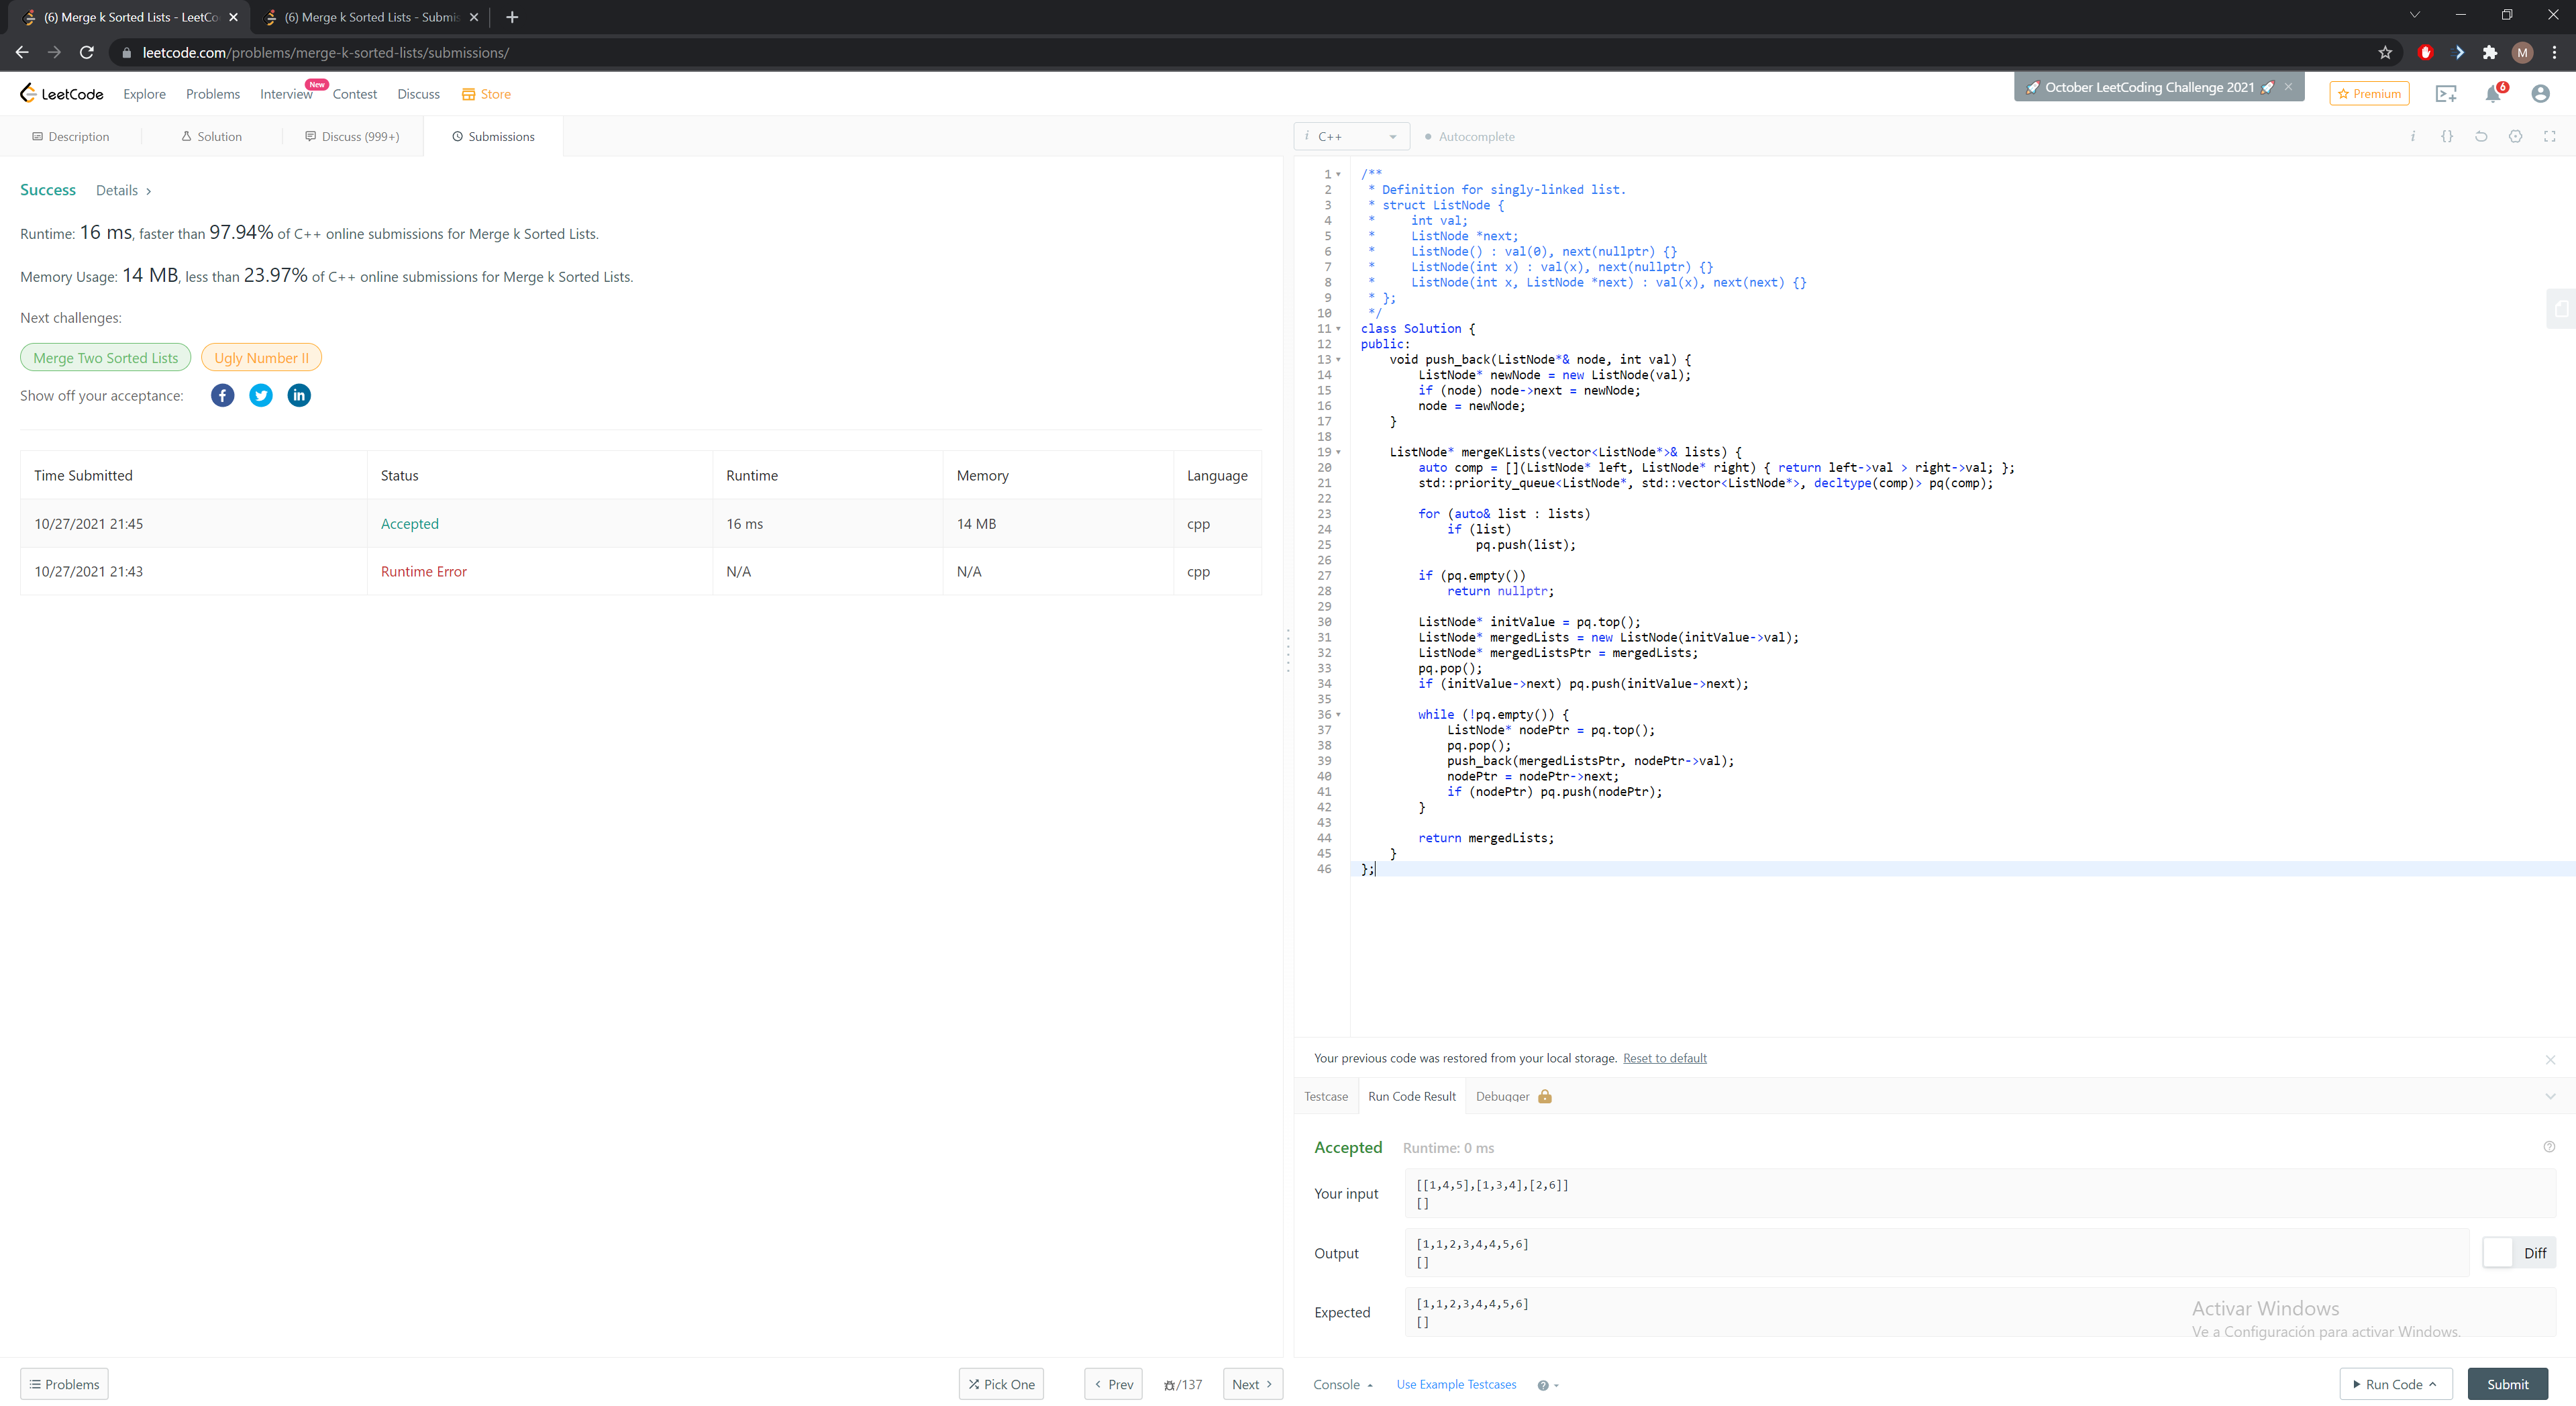 (6) Merge k Sorted Lists - LeetCo
(6) Merge k Sorted Lists - Submis
leetcode.com/problems/merge-k-sorted-lists/submissions/
M
LeetCode
Explore
Problems
Interview
New
Contest
Discuss
Store
October LeetCoding Challenge 2021
Premium
6
Description
Solution
Discuss (999+)
Submissions
i C++
Autocomplete
i {}
Success Details >
Runtime: 16 ms, faster than 97.94% of C++ online submissions for Merge k Sorted Lists.
Memory Usage: 14 MB, less than 23.97% of C++ online submissions for Merge k Sorted Lists.
Next challenges:
Merge Two Sorted Lists
Ugly Number II
Show off your acceptance:
Time Submitted Status Runtime Memory Language
10/27/2021 21:45 Accepted 16 ms 14 MB cpp
10/27/2021 21:43 Runtime Error N/A N/A cpp
1 /**
2  * Definition for singly-linked list.
3  * struct ListNode {
4  *     int val;
5  *     ListNode *next;
6  *     ListNode() : val(0), next(nullptr) {}
7  *     ListNode(int x) : val(x), next(nullptr) {}
8  *     ListNode(int x, ListNode *next) : val(x), next(next) {}
9  * };
10  */
11 class Solution {
12 public:
13     void push_back(ListNode*& node, int val) {
14         ListNode* newNode = new ListNode(val);
15         if (node) node->next = newNode;
16         node = newNode;
17     }
18
19     ListNode* mergeKLists(vector<ListNode*>& lists) {
20         auto comp = [](ListNode* left, ListNode* right) { return left->val > right->val; };
21         std::priority_queue<ListNode*, std::vector<ListNode*>, decltype(comp)> pq(comp);
22
23         for (auto& list : lists)
24             if (list)
25                 pq.push(list);
26
27         if (pq.empty())
28             return nullptr;
29
30         ListNode* initValue = pq.top();
31         ListNode* mergedLists = new ListNode(initValue->val);
32         ListNode* mergedListsPtr = mergedLists;
33         pq.pop();
34         if (initValue->next) pq.push(initValue->next);
35
36         while (!pq.empty()) {
37             ListNode* nodePtr = pq.top();
38             pq.pop();
39             push_back(mergedListsPtr, nodePtr->val);
40             nodePtr = nodePtr->next;
41             if (nodePtr) pq.push(nodePtr);
42         }
43
44         return mergedLists;
45     }
46 };
Your previous code was restored from your local storage. Reset to default
Testcase
Run Code Result
Debugger
Accepted Runtime: 0 ms
Your input
[[1,4,5],[1,3,4],[2,6]]
[]
Output
[1,1,2,3,4,4,5,6]
[]
Diff
Expected
[1,1,2,3,4,4,5,6]
[]
Activar Windows
Ve a Configuración para activar Windows.
Problems
Pick One
< Prev
/137
Next >
Console
Use Example Testcases
Run Code
Submit